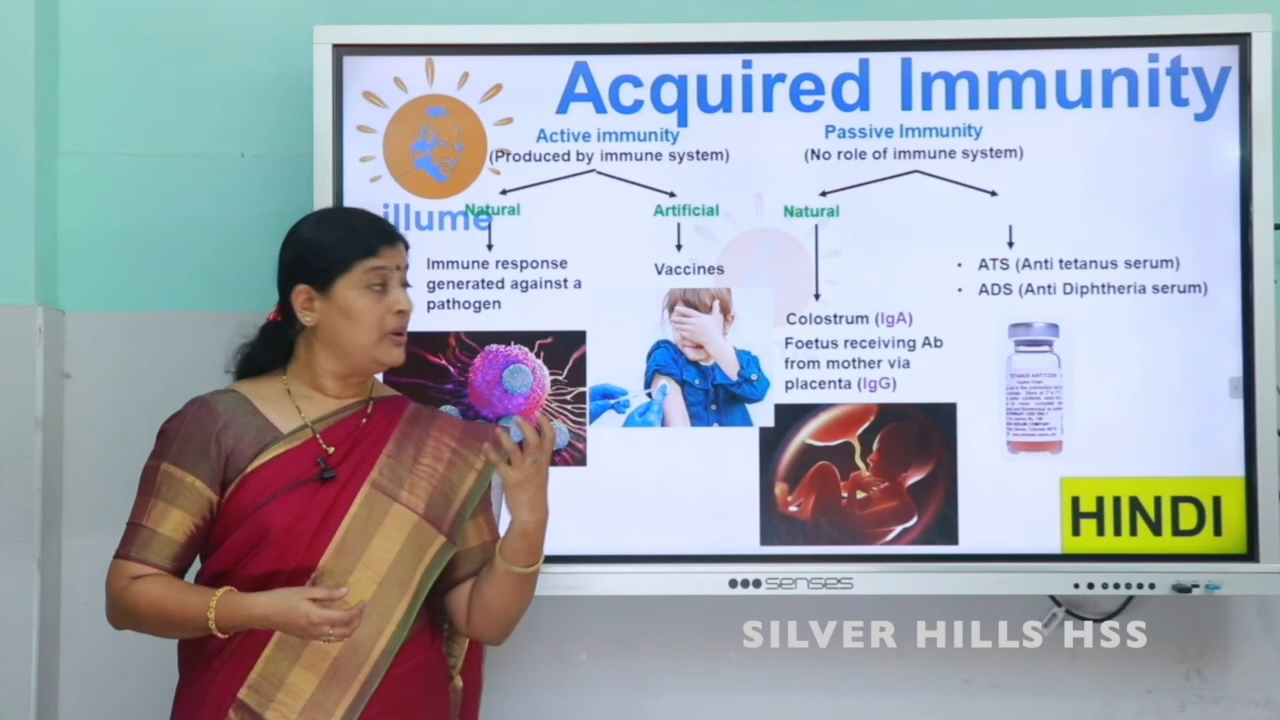 Acquired Immunity
illume
Active immunity
(Produced by immune system)
Natural
Artificial
Immune response
generated against a
pathogen
Vaccines
Passive Immunity
(No role of immune system)
Natural
Colostrum (IgA)
Foetus receiving Ab
from mother via
placenta (IgG)
• ATS (Anti tetanus serum)
• ADS (Anti Diphtheria serum)
HINDI
senses
SILVER HILLS HSS